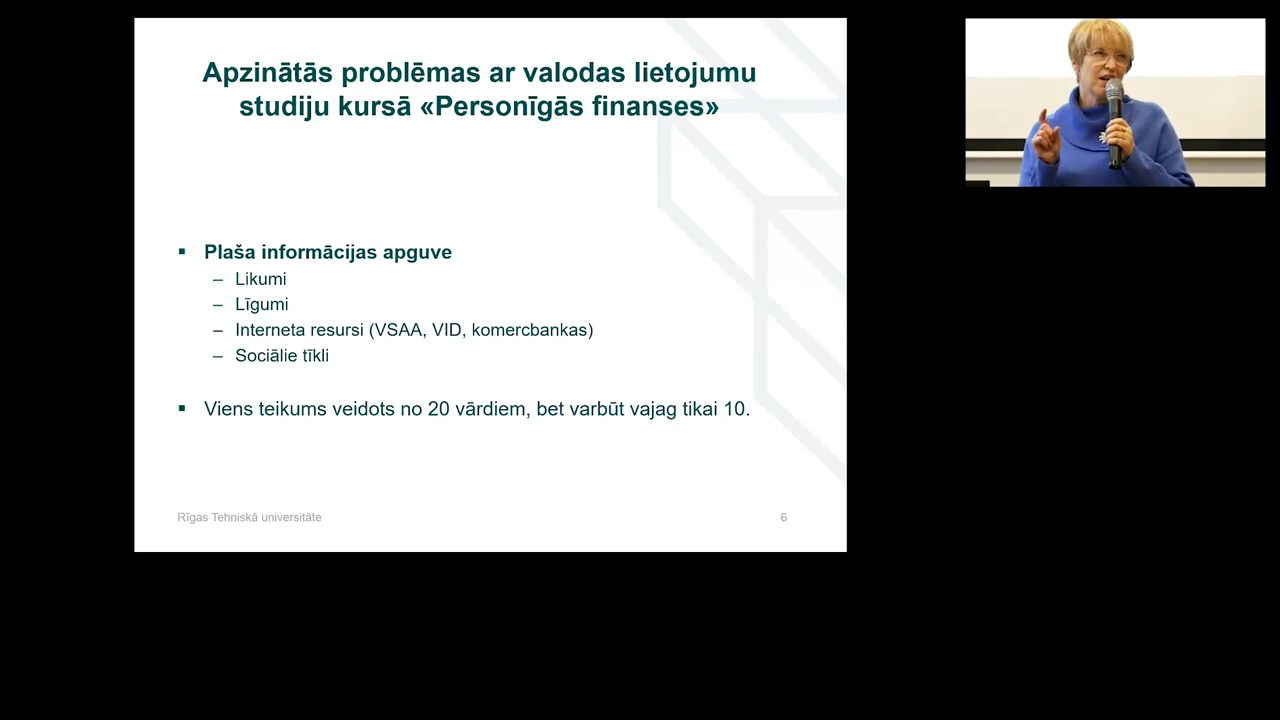 Apzinātās problēmas ar valodas lietojumu
studiju kursā «Personīgās finanses»
▪ Plaša informācijas apguve
– Likumi
– Līgumi
– Interneta resursi (VSAA, VID, komercbankas)
– Sociālie tīkli
▪ Viens teikums veidots no 20 vārdiem, bet varbūt vajag tikai 10.
Rīgas Tehniskā universitāte 6